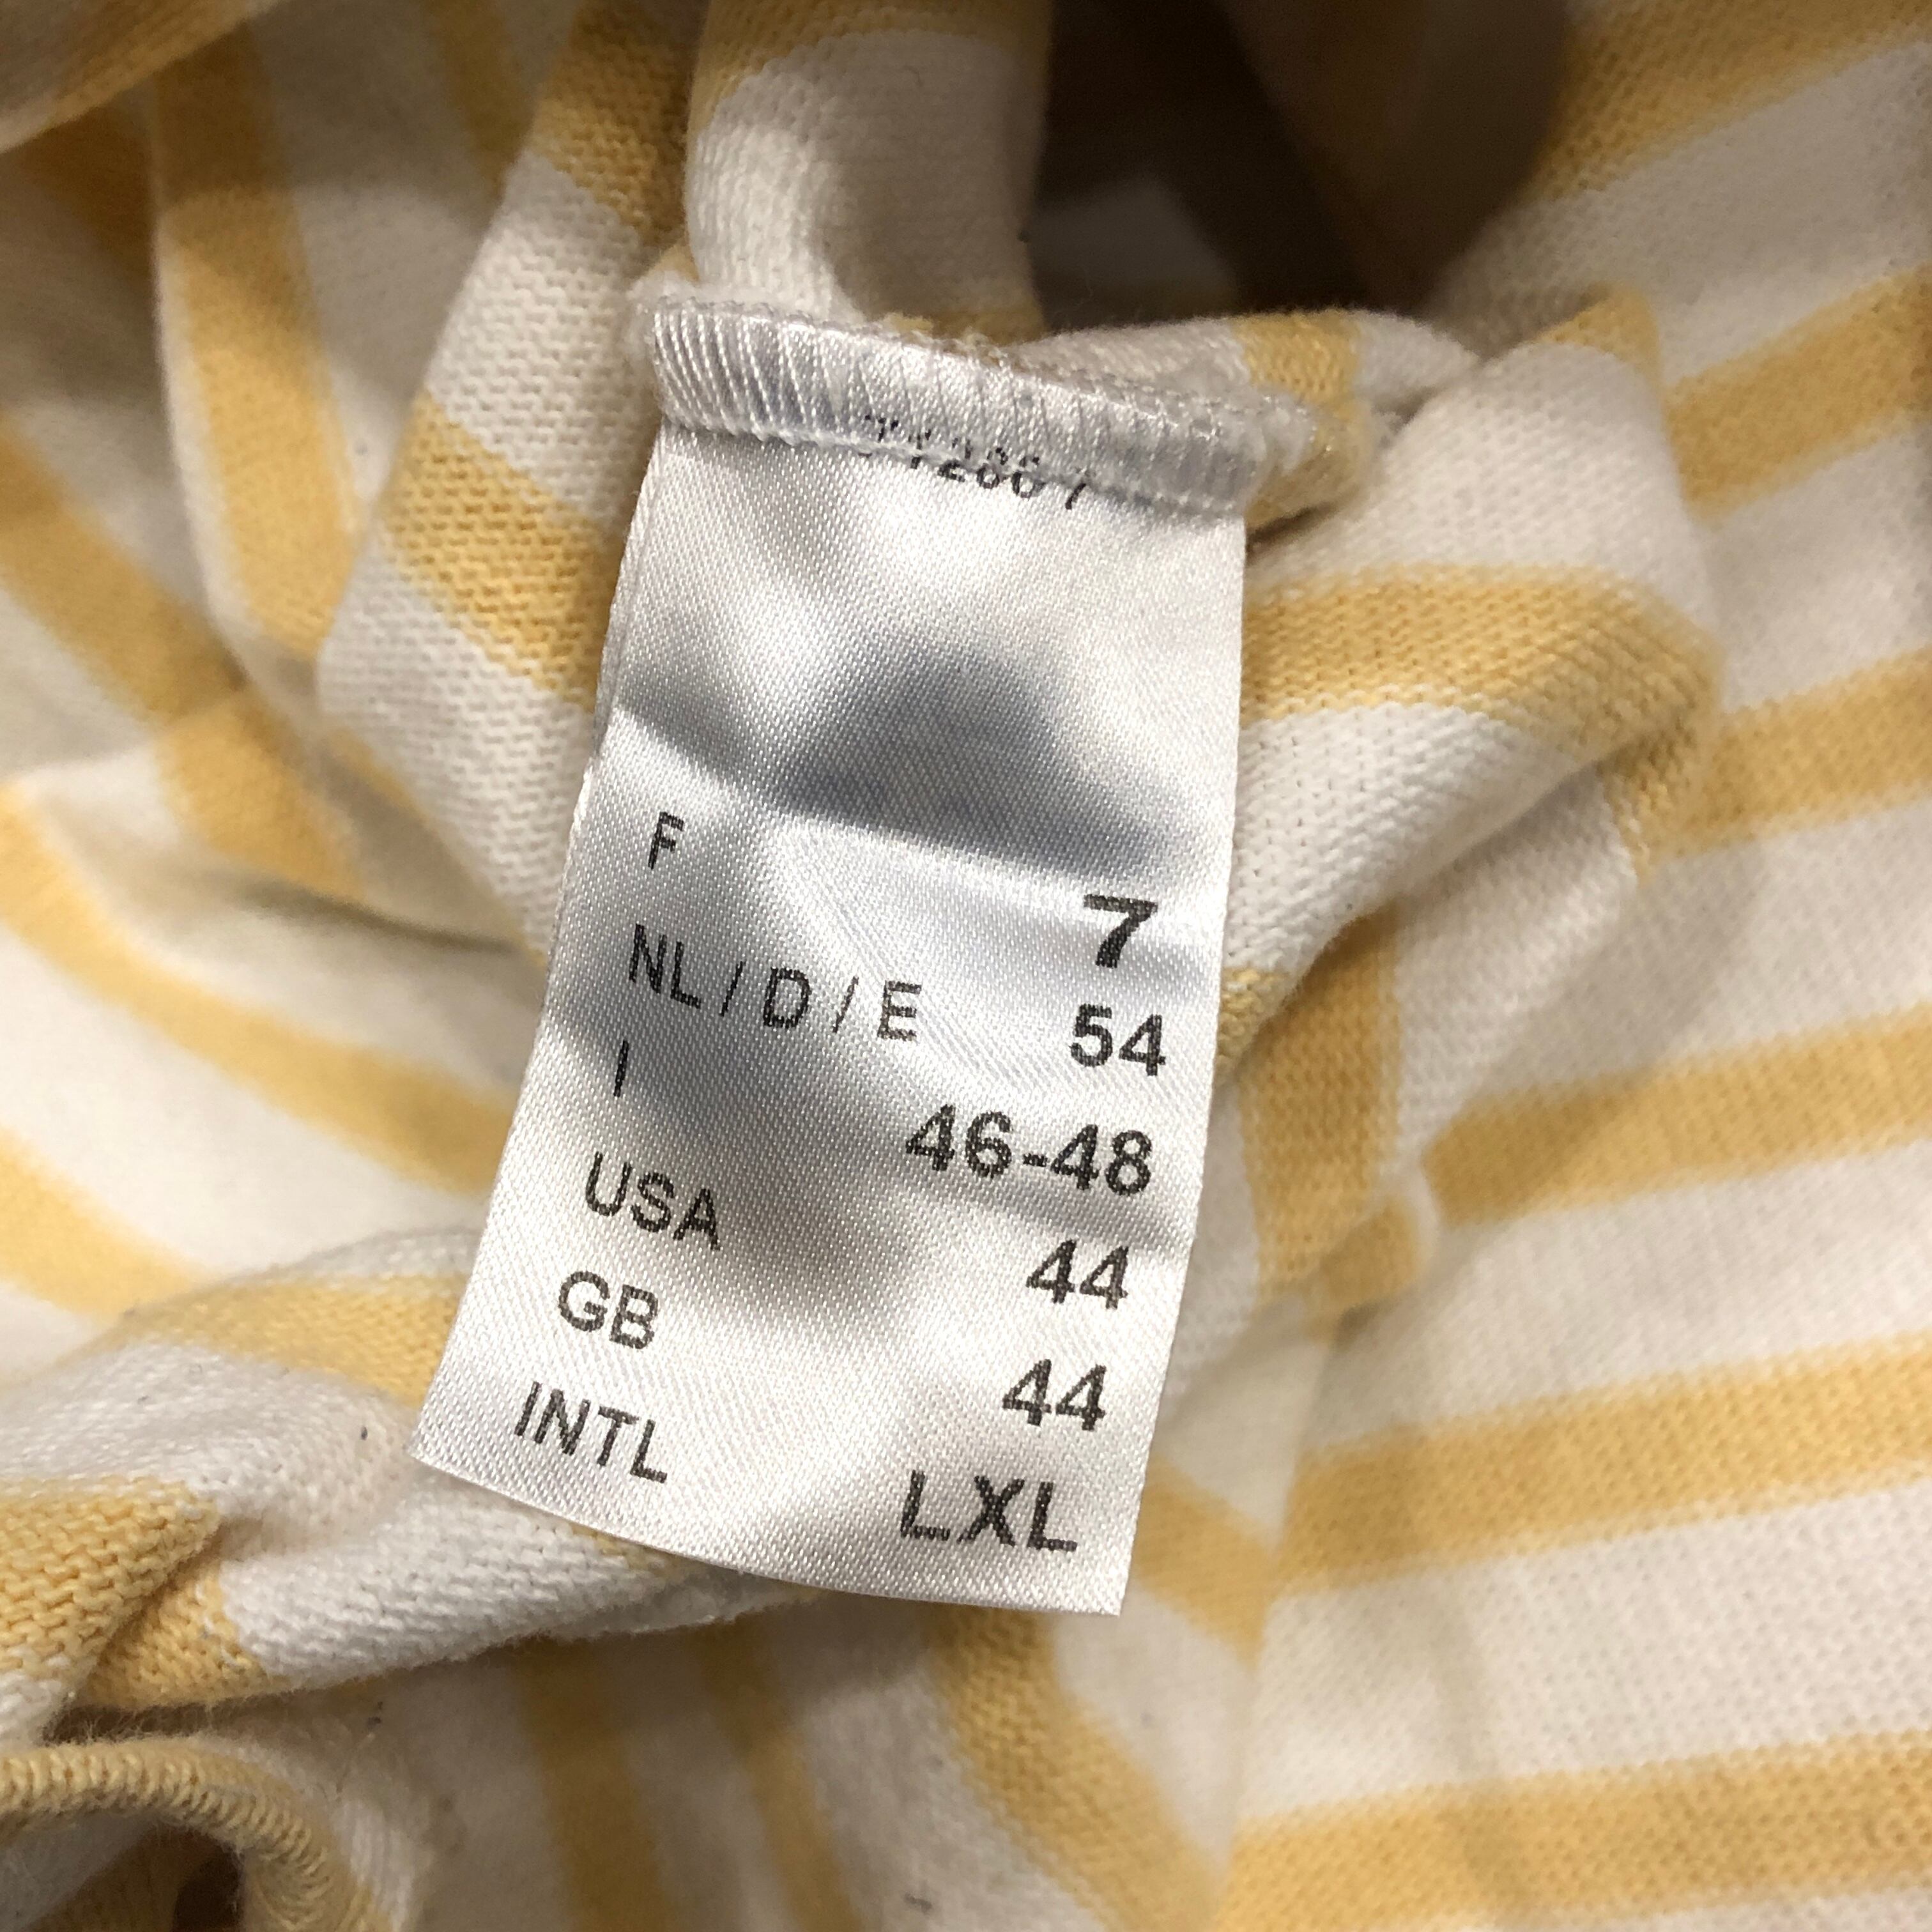 F 7
NL / D / E 54
I 46-48
USA 44
GB 44
INTL LXL